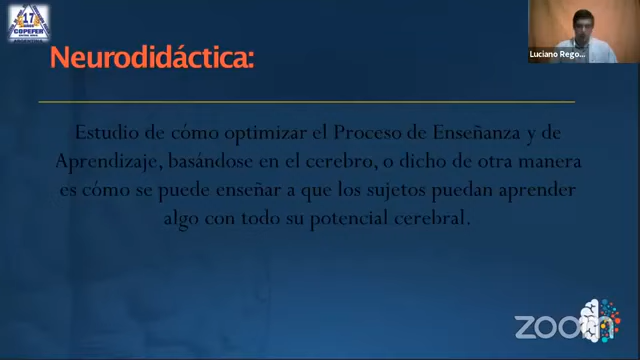 17
COPEFER
Luciano Rego...
Neurodidáctica:
Estudio de cómo optimizar el Proceso de Enseñanza y de
Aprendizaje, basándose en el cerebro, o dicho de otra manera
es cómo se puede enseñar a que los sujetos puedan aprender
algo con todo su potencial cerebral.
zoom